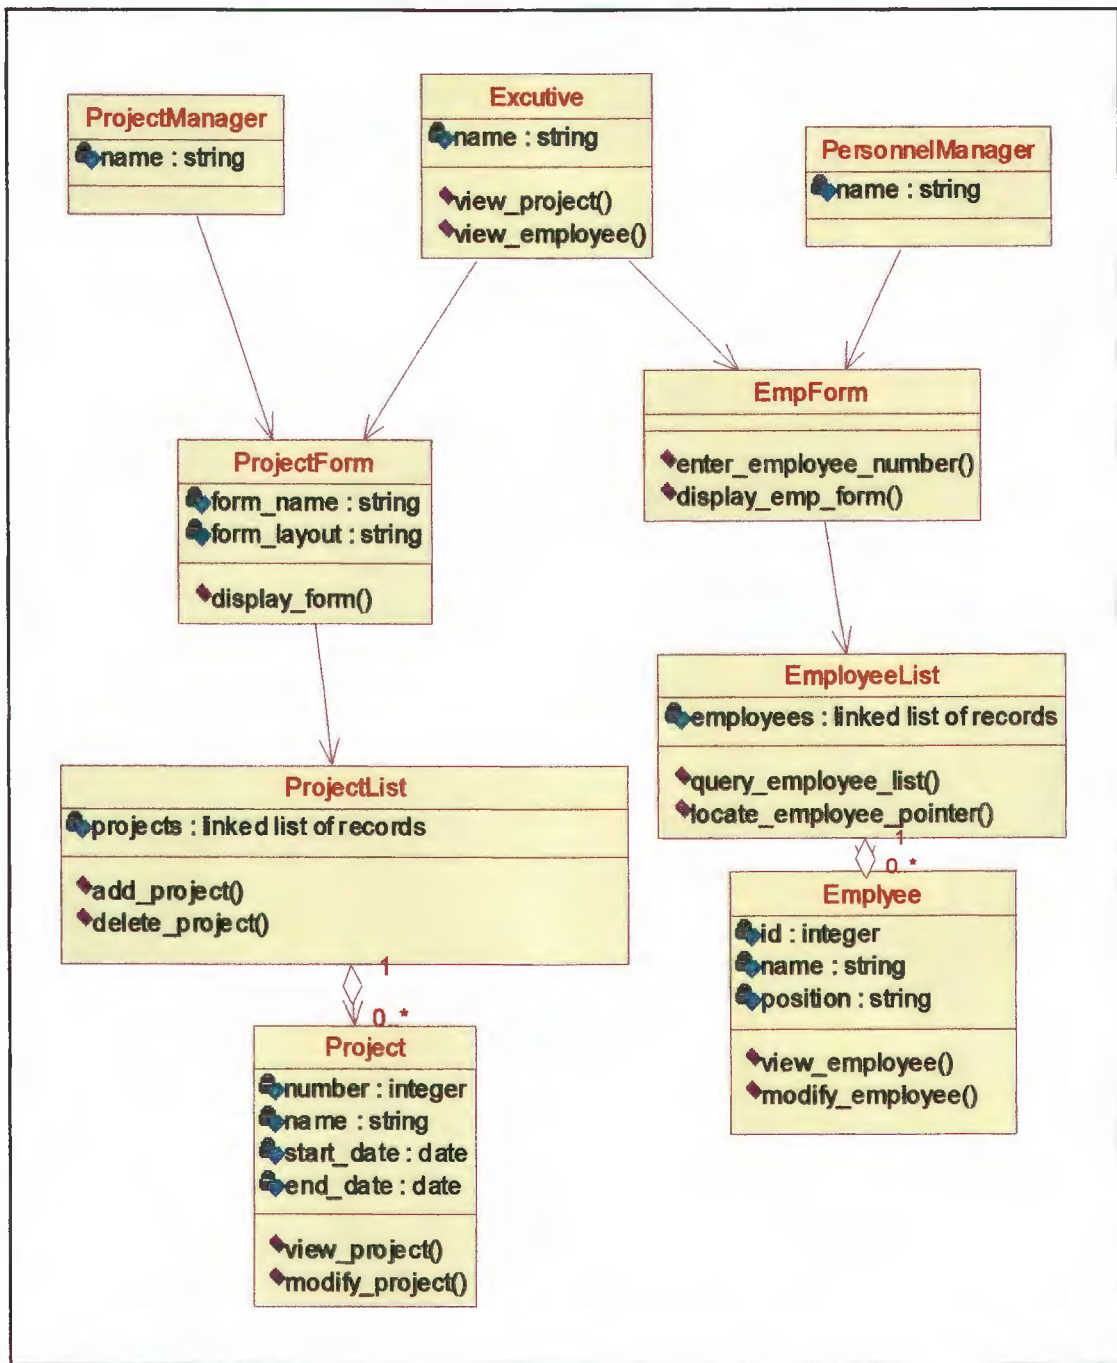 ProjectManager
name : string
Excutive
name : string
view_project()
view_employee()
PersonnelManager
name : string
ProjectForm
form_name : string
form_layout : string
display_form()
EmpForm
enter_employee_number()
display_emp_form()
ProjectList
projects : linked list of records
add_project()
delete_project()
1
0..*
EmployeeList
employees : linked list of records
query_employee_list()
locate_employee_pointer()
1
0..*
Project
number : integer
name : string
start_date : date
end_date : date
view_project()
modify_project()
Emplyee
id : integer
name : string
position : string
view_employee()
modify_employee()